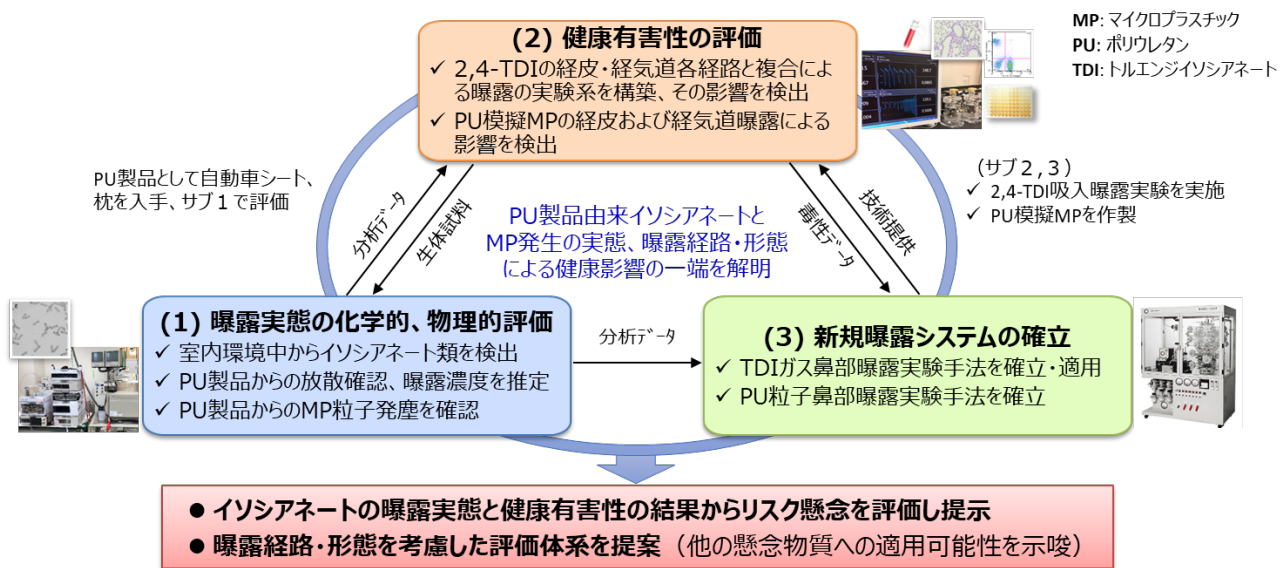 MP: マイクロプラスチック
PU: ポリウレタン
TDI: トルエンジイソシアネート
(2) 健康有害性の評価
✓ 2,4-TDIの経皮・経気道各経路と複合によ
る曝露の実験系を構築、その影響を検出
✓ PU模擬MPの経皮および経気道曝露による
影響を検出
PU製品として自動車シート、
枕を入手、サブ1で評価
（サブ2,3）
✓ 2,4-TDI吸入曝露実験を実施
✓ PU模擬MPを作製
分析データ
生体試料
PU製品由来イソシアネートと
MP発生の実態、曝露経路・形態
による健康影響の一端を解明
毒性データ
技術提供
(1) 曝露実態の化学的、物理的評価
✓ 室内環境中からイソシアネート類を検出
✓ PU製品からの放散確認、曝露濃度を推定
✓ PU製品からのMP粒子発塵を確認
分析データ
(3) 新規曝露システムの確立
✓ TDIガス鼻部曝露実験手法を確立・適用
✓ PU粒子鼻部曝露実験手法を確立
● イソシアネートの曝露実態と健康有害性の結果からリスク懸念を評価し提示
● 曝露経路・形態を考慮した評価体系を提案（他の懸念物質への適用可能性を示唆）